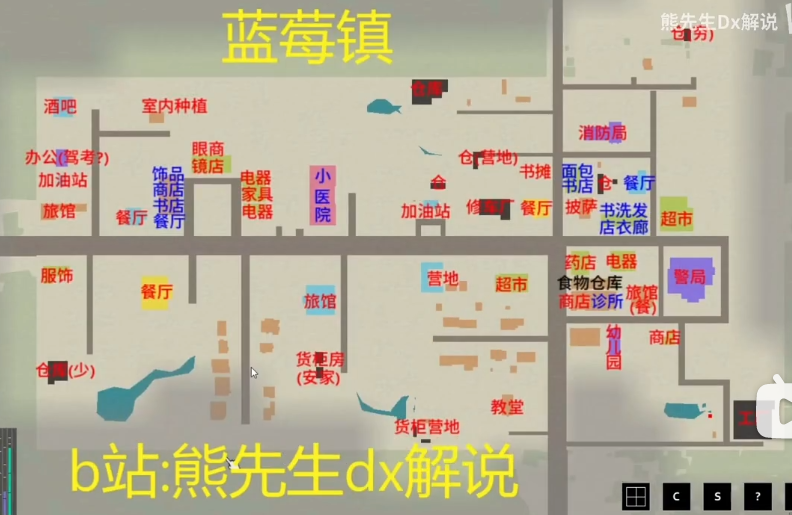 蓝莓镇
熊先生Dx解说
酒吧
室内种植
仓库
消防局
办公(驾考?)
加油站
旅馆
眼商
镜店
饰品
商店
书店
餐厅
餐厅
电器
家具
电器
小
医
院
仓(营地)
仓
书摊
加油站
餐厅
面包
书店
仓
餐厅
披萨
书洗发
店衣廊
超市
服饰
餐厅
旅馆
营地
超市
药店
电器
食物仓库
商店诊所
旅馆
(餐)
警局
幼
儿
园
商店
(少)
货柜房
(安家)
教堂
货柜营地
b站:熊先生dx解说
C
S
?